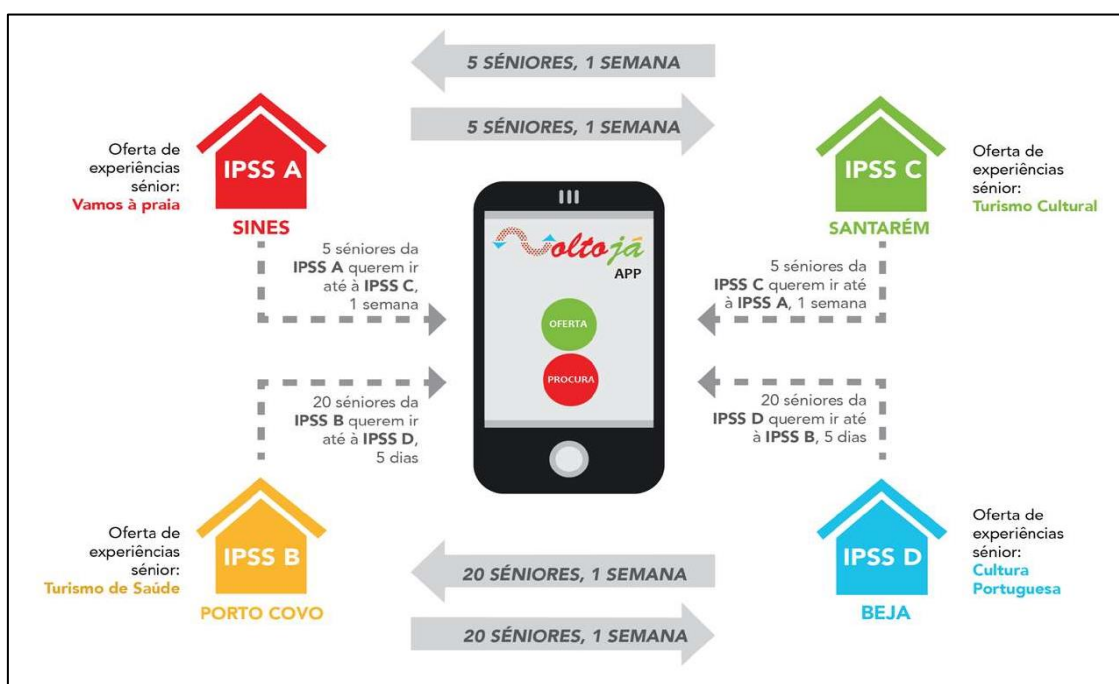 5 SÉNIORES, 1 SEMANA
5 SÉNIORES, 1 SEMANA
Oferta de
experiências
sénior:
Vamos à praia
IPSS A
SINES
IPSS C
SANTARÉM
Oferta de
experiências
sénior:
Turismo Cultural
5 séniores da
IPSS A querem ir
até à IPSS C,
1 semana
Voltojá
APP
OFERTA
PROCURA
5 séniores da
IPSS C querem ir até
à IPSS A, 1 semana
20 séniores da
IPSS B querem ir
até à IPSS D,
5 dias
20 séniores da
IPSS D querem ir até
à IPSS B, 5 dias
Oferta de
experiências
sénior:
Turismo de Saúde
IPSS B
PORTO COVO
IPSS D
BEJA
Oferta de
experiências
sénior:
Cultura
Portuguesa
20 SÉNIORES, 1 SEMANA
20 SÉNIORES, 1 SEMANA